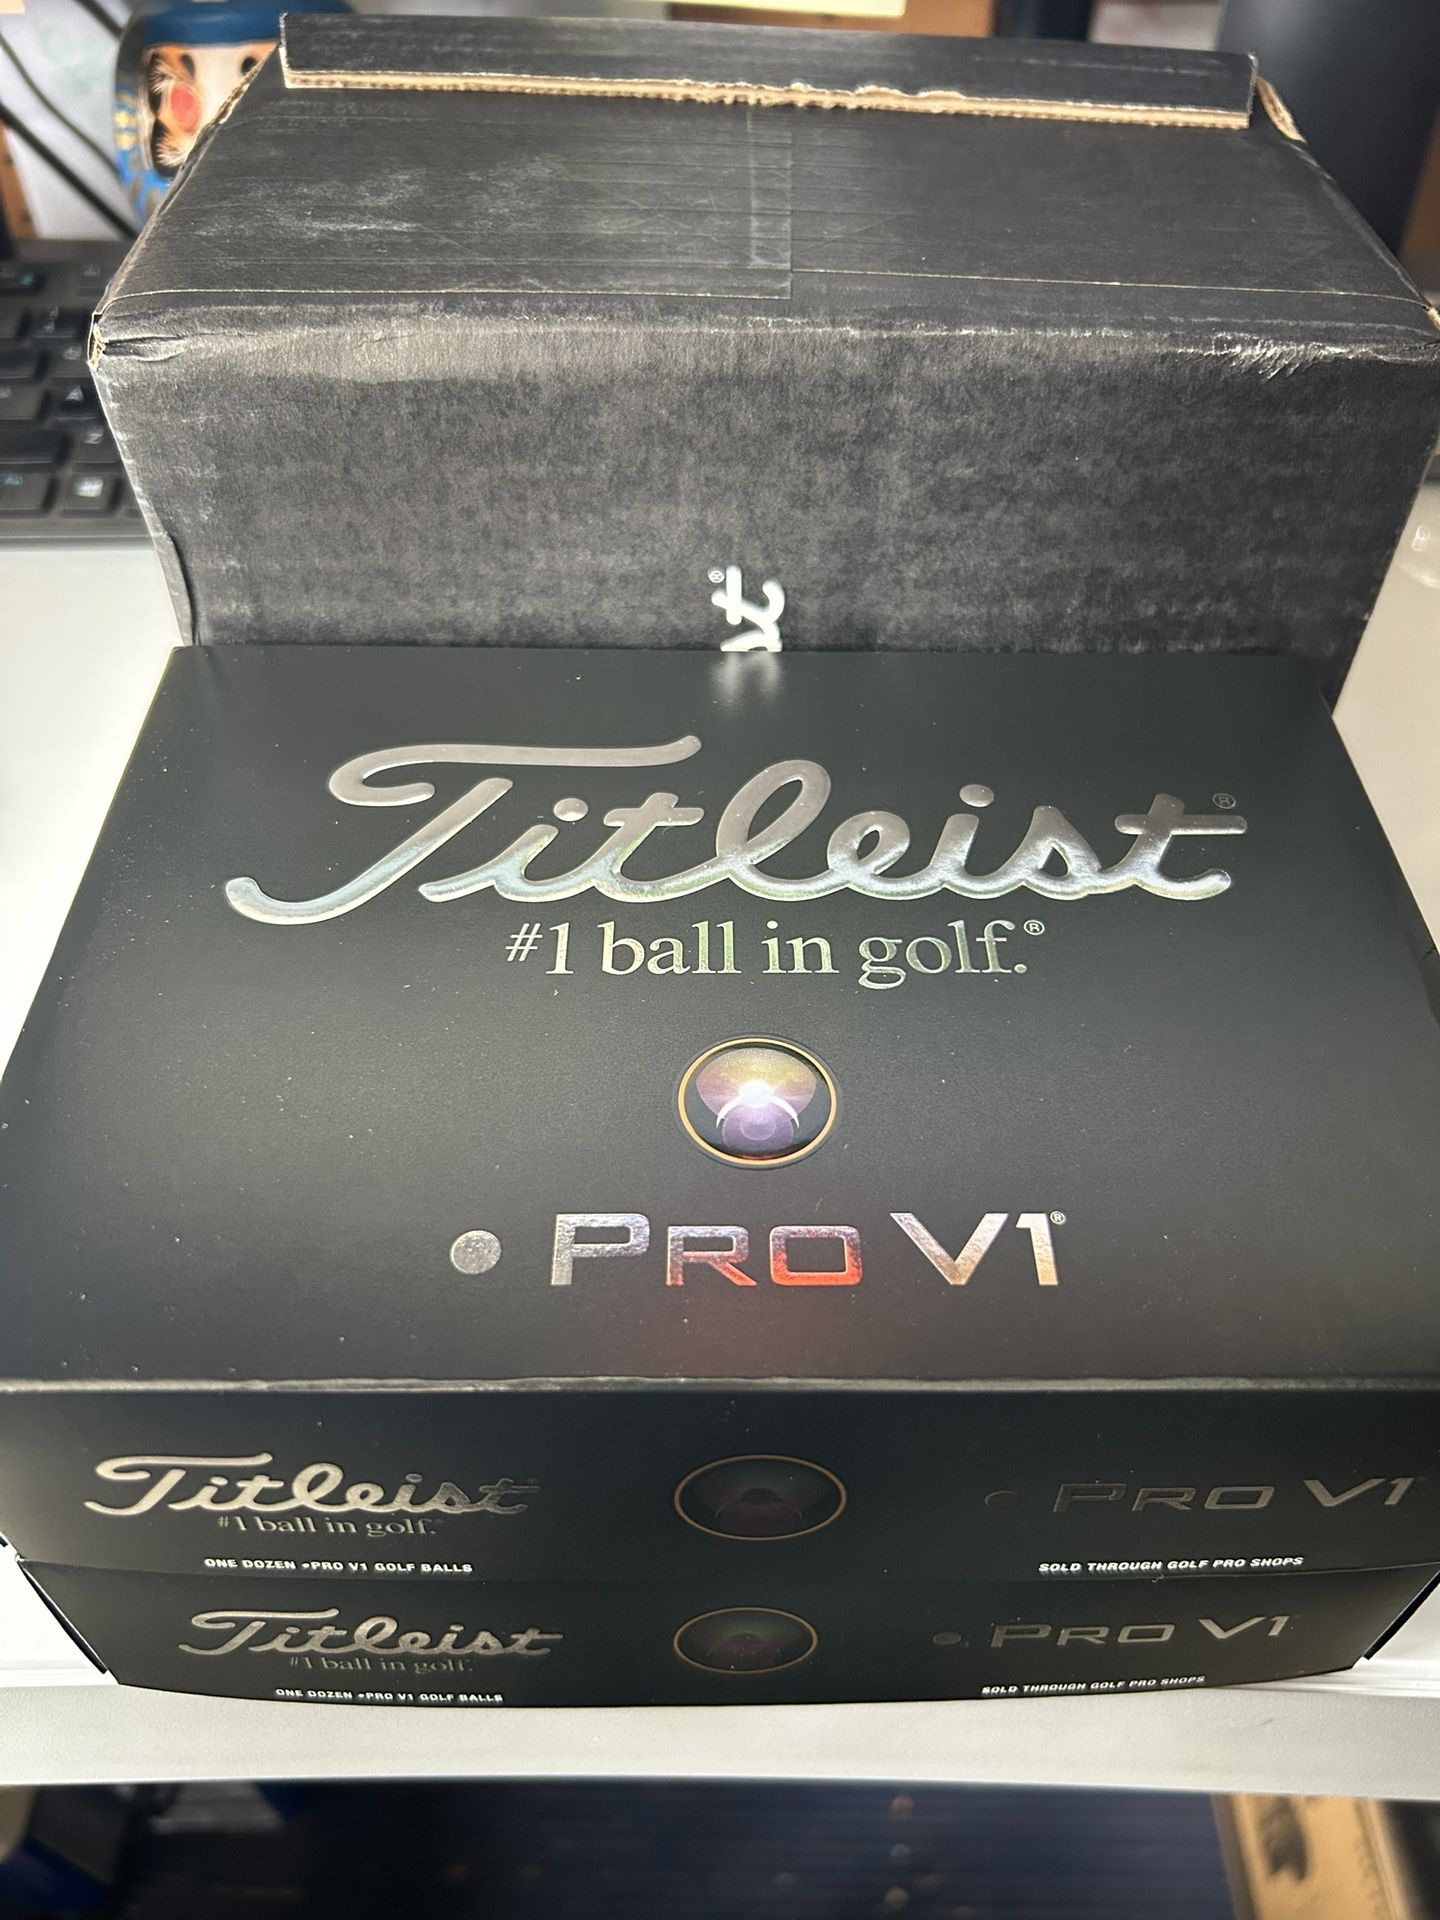 st®
Titleist®
#1 ball in golf.®
• PRO V1®
Titleist
#1 ball in golf.
• PRO V1
ONE DOZEN •PRO V1 GOLF BALLS
SOLD THROUGH GOLF PRO SHOPS
Titleist
#1 ball in golf.
• PRO V1
ONE DOZEN •PRO V1 GOLF BALLS
SOLD THROUGH GOLF PRO SHOPS